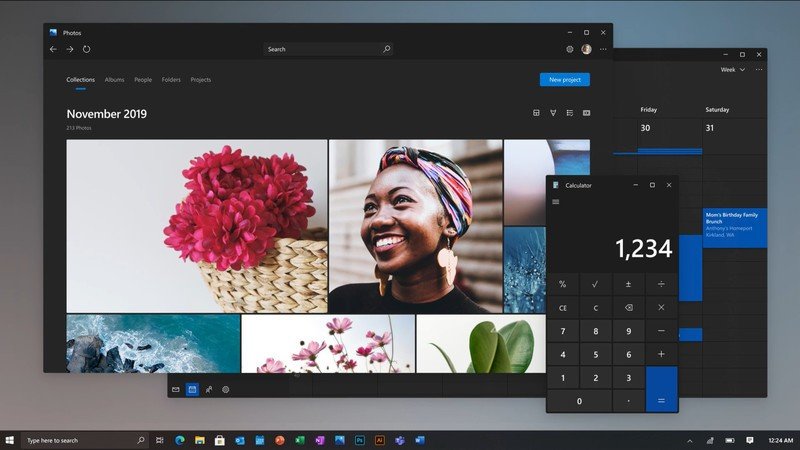 Photos
Search
Collections Albums People Folders Projects
New project
November 2019
213 Photos
Week
Friday Saturday
30 31
Mom's Birthday Family
Brunch
Anthony's Homeport
Kirkland, WA
Calculator
1,234
% √ ± ÷
CE C
7 8 9 −
4 5 6 +
1 2 3
0 . =
Type here to search
Ps Ai
12:24 AM